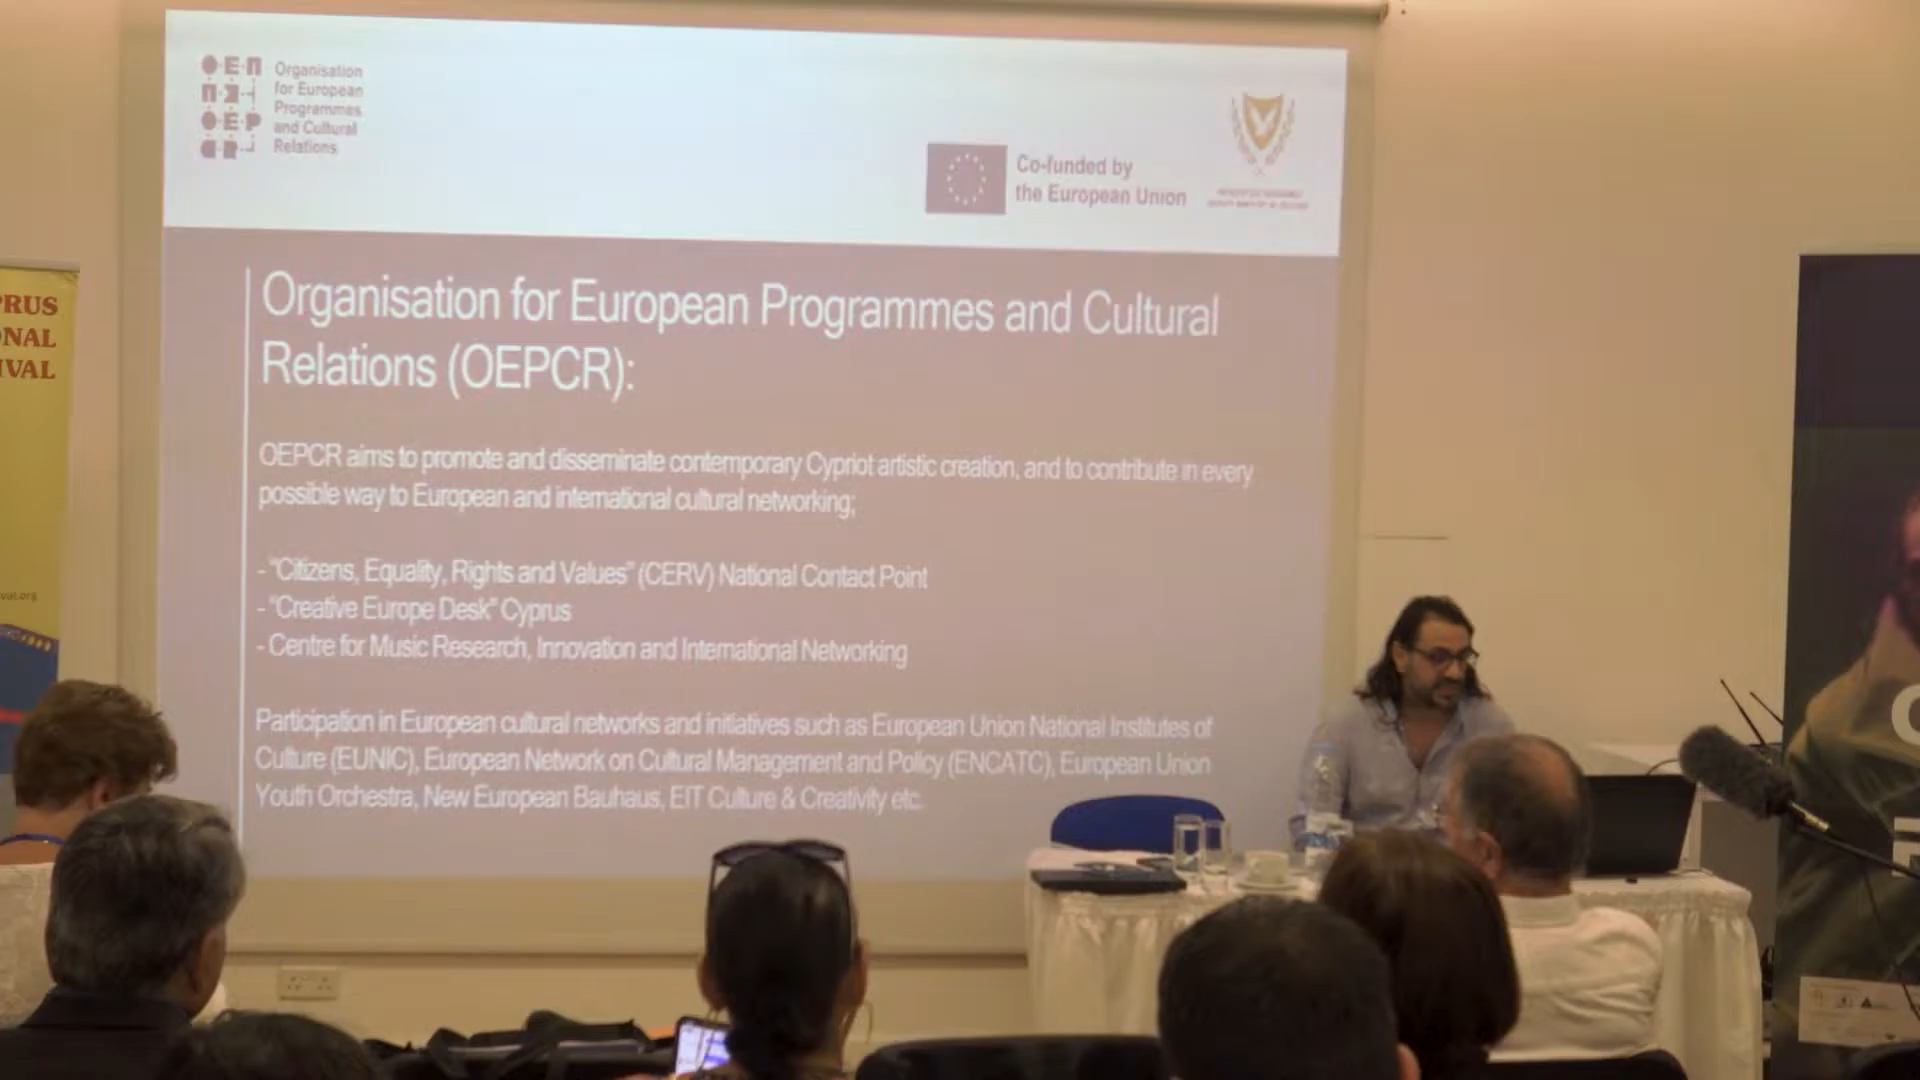 ΟΕΠ
Organisation
for European
Programmes
and Cultural
Relations
Co-funded by
the European Union
Organisation for European Programmes and Cultural
Relations (OEPCR):
OEPCR aims to promote and disseminate contemporary Cypriot artistic creation, and to contribute in every
possible way to European and international cultural networking;
- "Citizens, Equality, Rights and Values" (CERV) National Contact Point
- "Creative Europe Desk" Cyprus
- Centre for Music Research, Innovation and International Networking
Participation in European cultural networks and initiatives such as European Union National Institutes of
Culture (EUNIC), European Network on Cultural Management and Policy (ENCATC), European Union
Youth Orchestra, New European Bauhaus, EIT Culture & Creativity etc.
PRUS
ONAL
IVAL
val.org